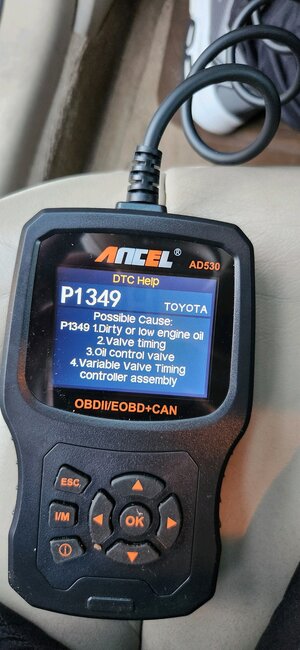 ANCEL®
AD530
DTC Help
P1349 TOYOTA
Possible Cause:
P1349 1.Dirty or low engine oil
2.Valve timing
3.Oil control valve
4.Variable Valve Timing
controller assembly
OBDII/EOBD+CAN
ESC
I/M
OK